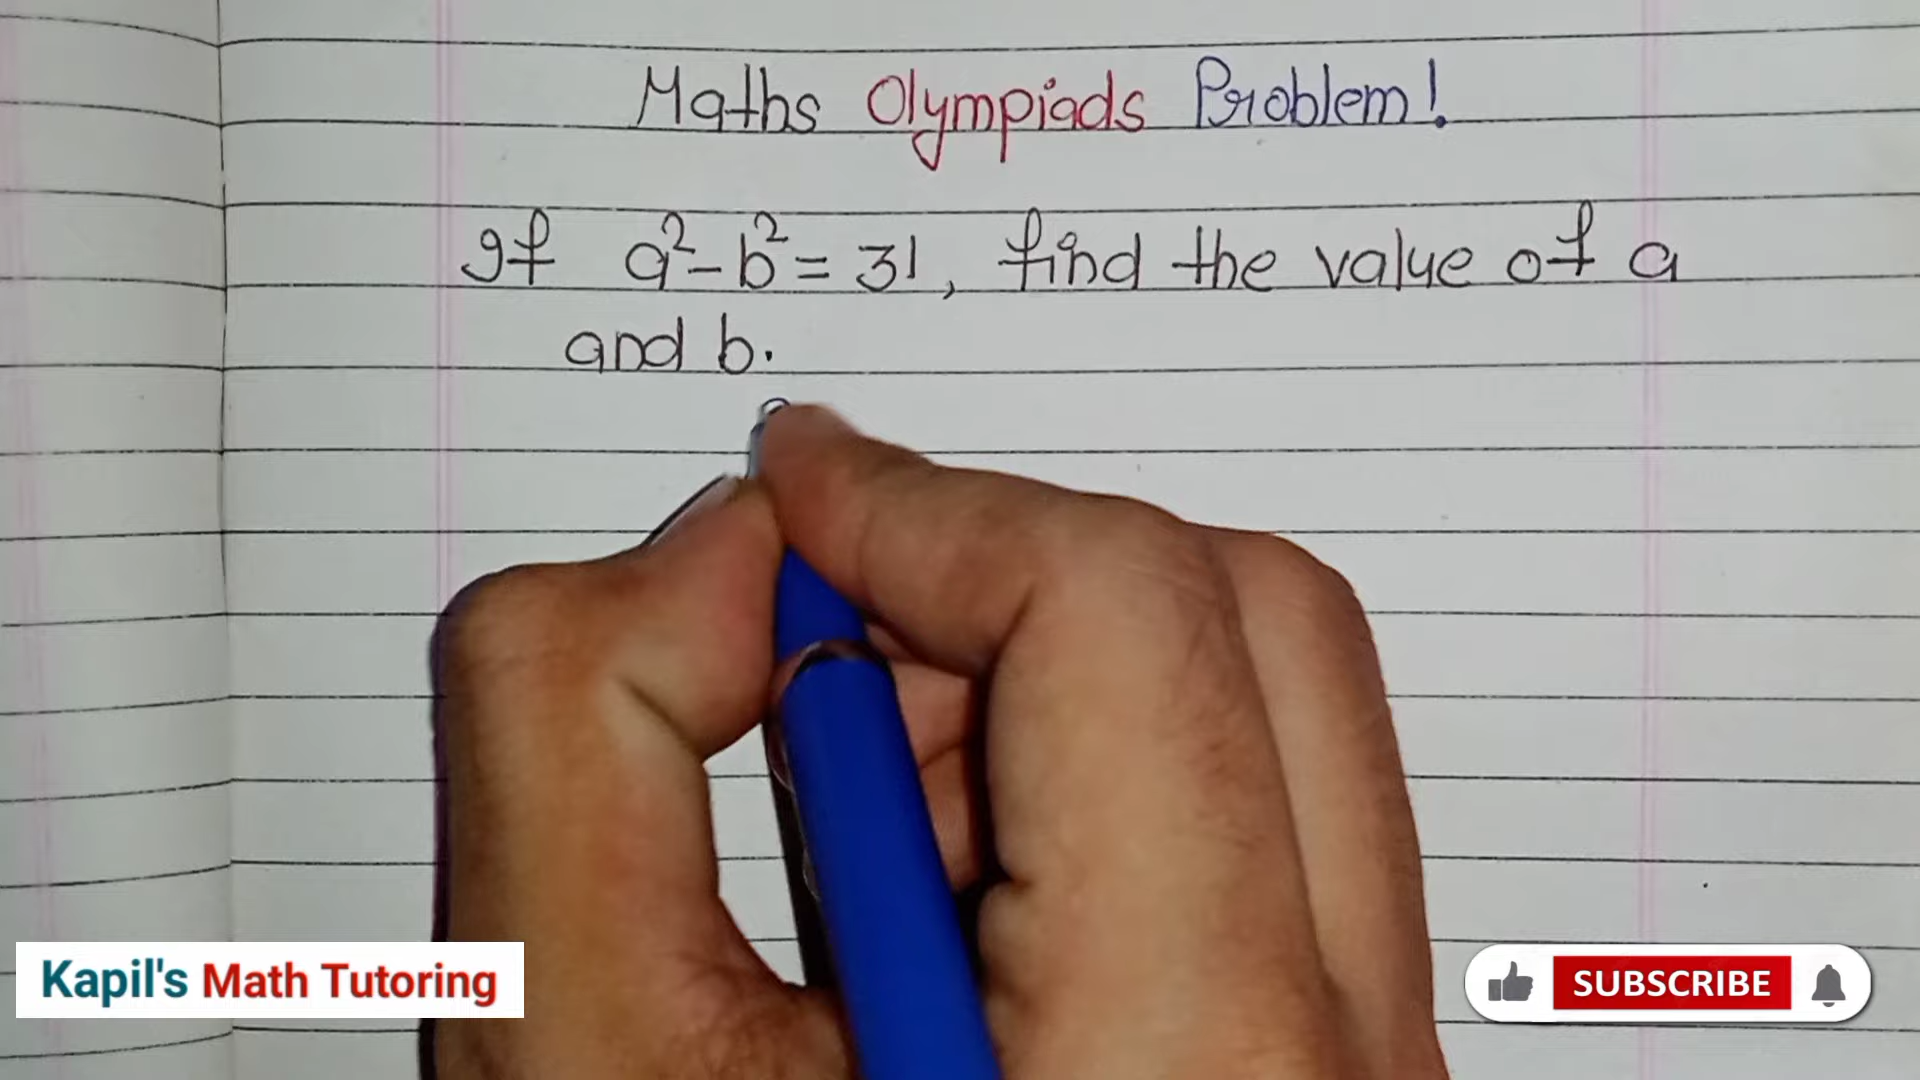 Maths Olympiads Problem!
If a²-b²=31, find the value of a
and b.
Kapil's Math Tutoring
SUBSCRIBE